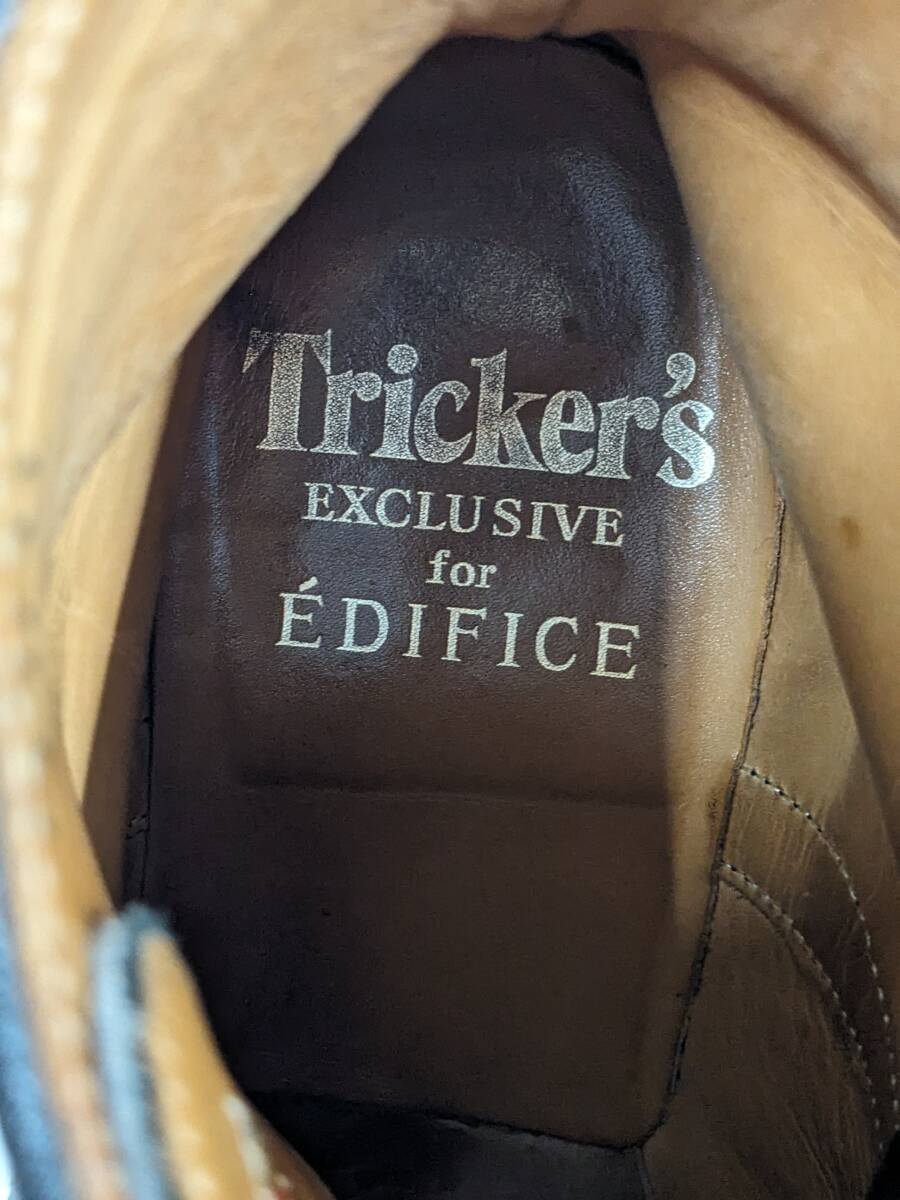 Tricker's
EXCLUSIVE
for
ÉDIFICE